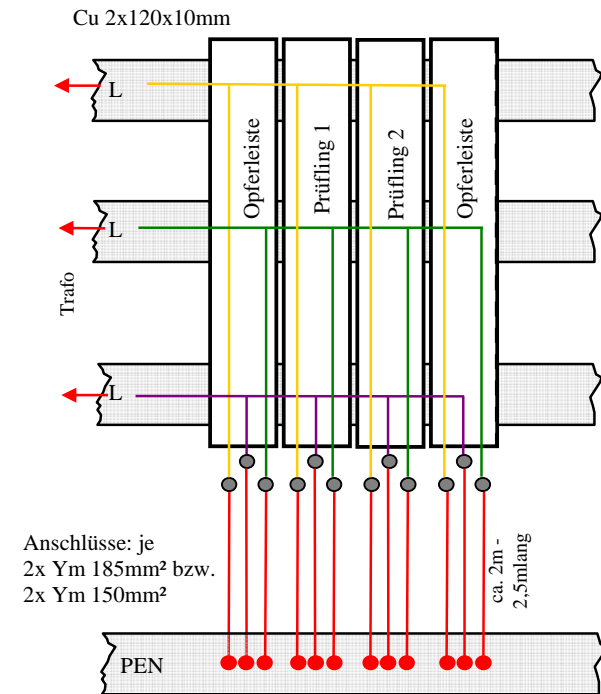 Cu 2x120x10mm
L
Opferleiste
Prüfling 1
Prüfling 2
Opferleiste
L
Trafo
L
Anschlüsse: je
2x Ym 185mm² bzw.
2x Ym 150mm²
ca. 2m -
2,5mlang
PEN